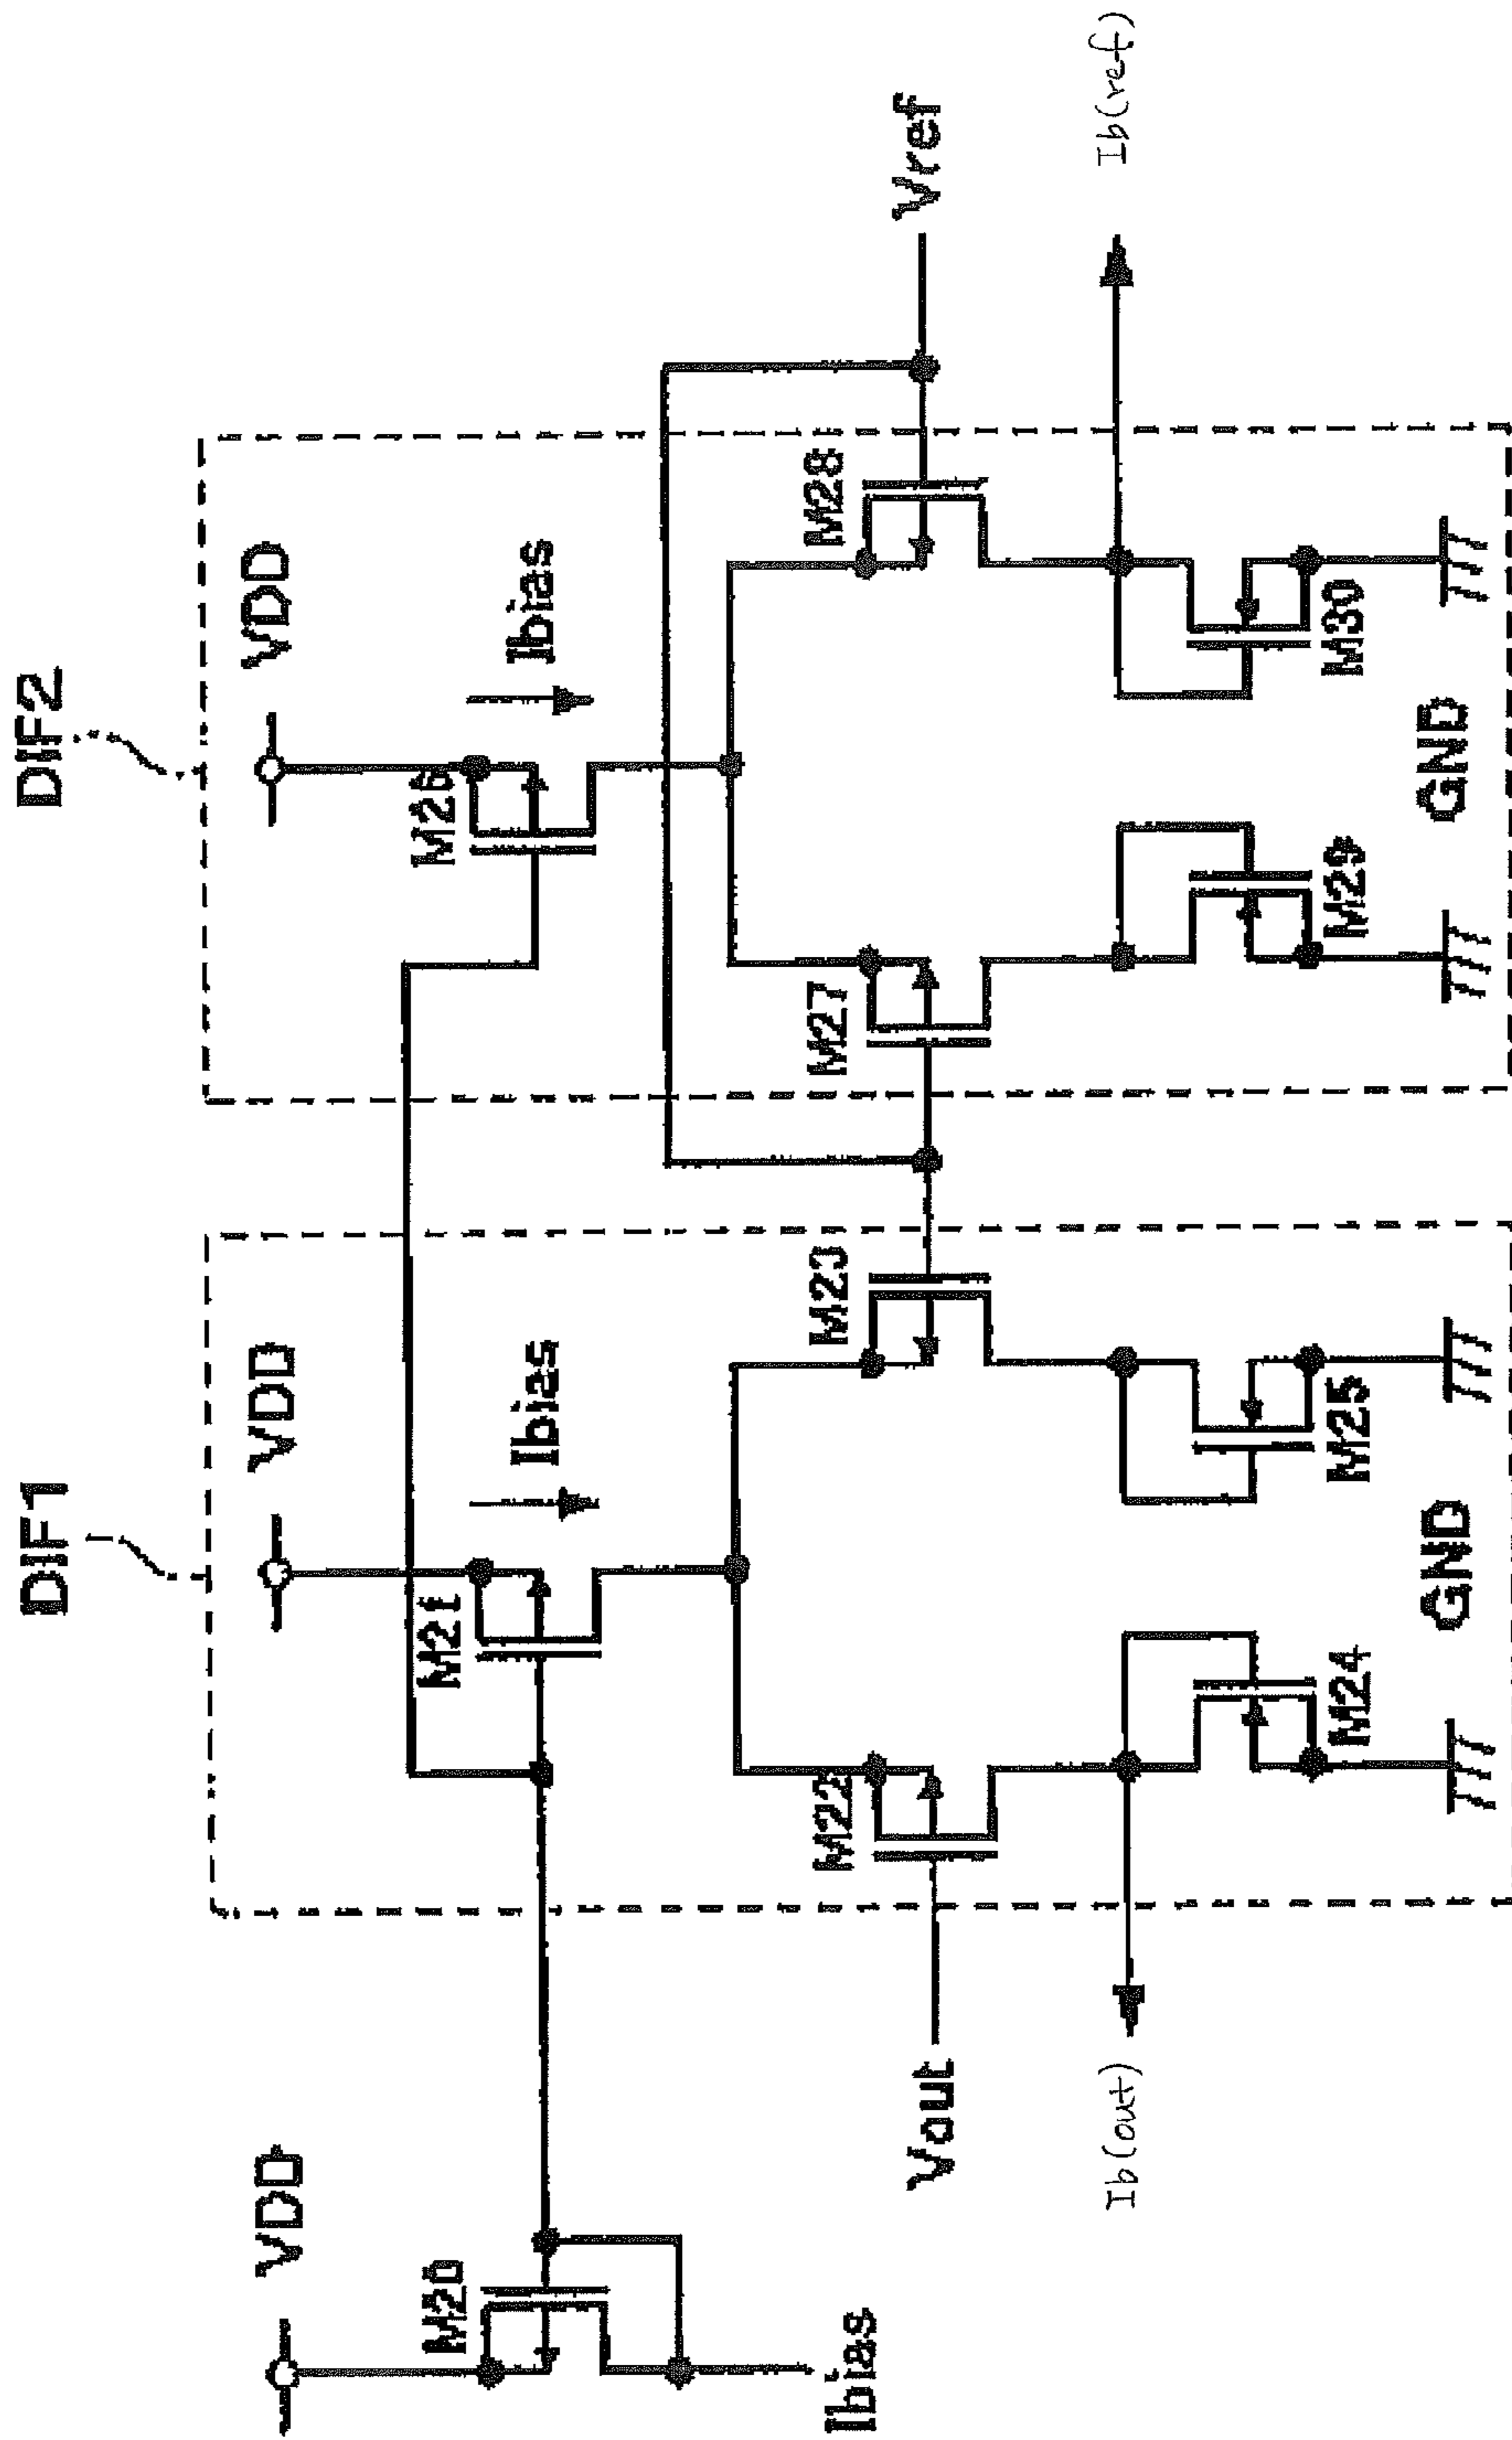 DIF1
DIF2
VDD
VDD
VDD
M20
M21
Ibias
M26
Ibias
Ibias
M22
M23
M27
M28
Vout
Vref
Ib(out)
Ib(ref)
M24
M25
M29
M30
GND
GND